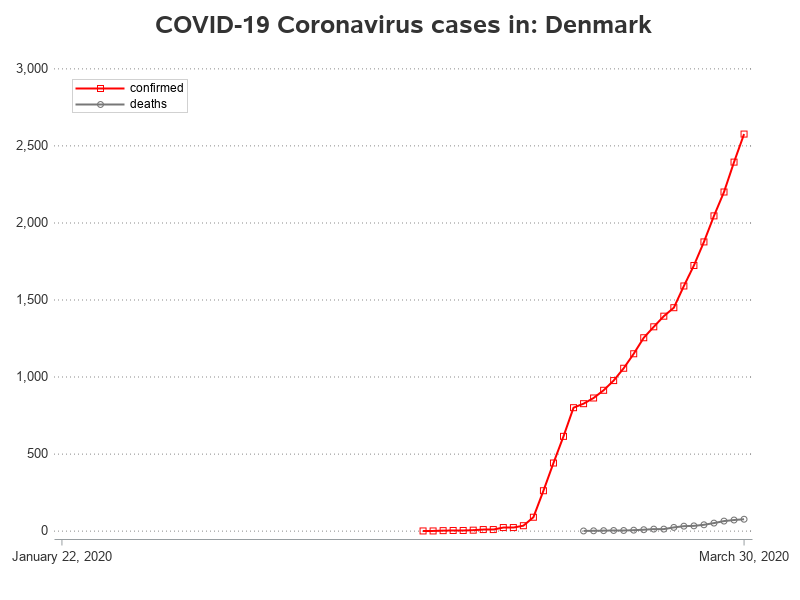 COVID-19 Coronavirus cases in: Denmark
3,000
confirmed
deaths
2,500
2,000
1,500
1,000
500
0
January 22, 2020
March 30, 2020